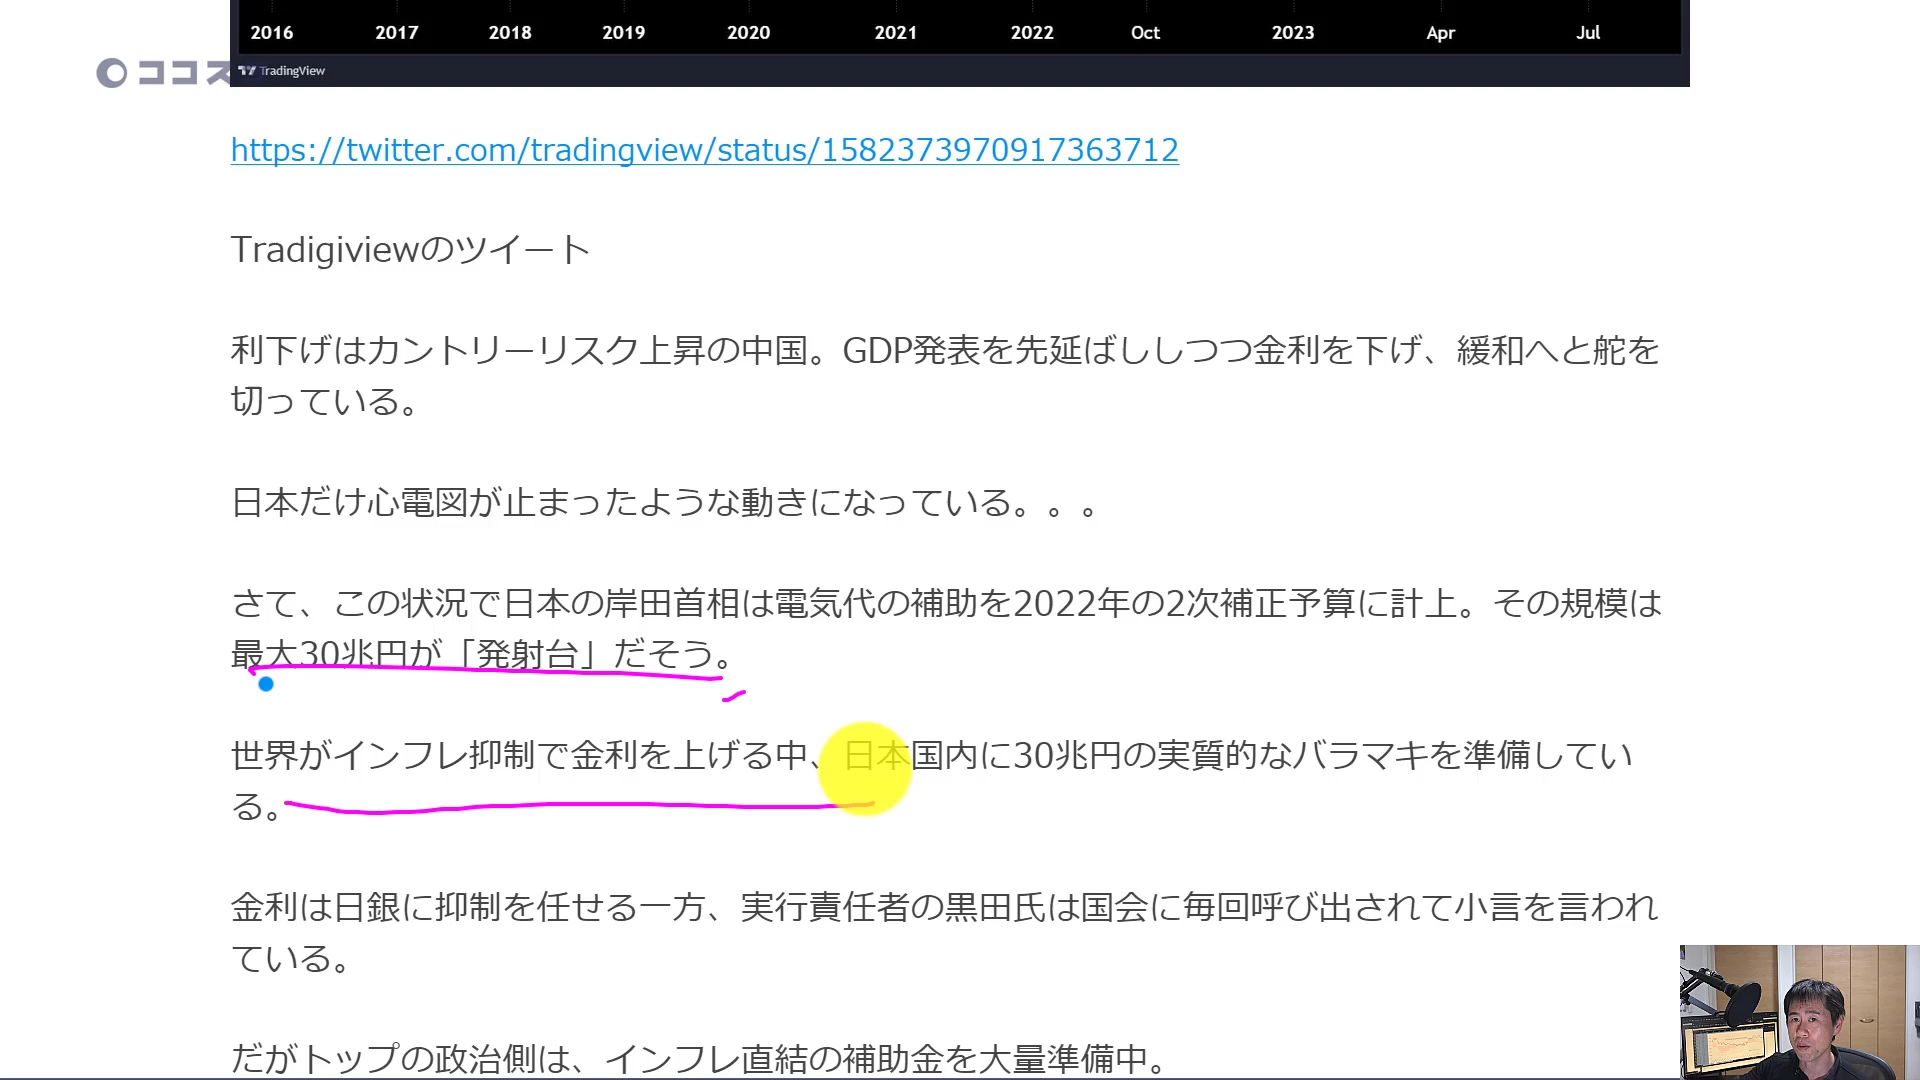 2016 2017 2018 2019 2020 2021 2022 Oct 2023 Apr Jul
ココス
TradingView
https://twitter.com/tradingview/status/1582373970917363712
Tradigiviewのツイート
利下げはカントリーリスク上昇の中国。GDP発表を先延ばししつつ金利を下げ、緩和へと舵を
切っている。
日本だけ心電図が止まったような動きになっている。。。
さて、この状況で日本の岸田首相は電気代の補助を2022年の2次補正予算に計上。その規模は
最大30兆円が「発射台」だそう。
世界がインフレ抑制で金利を上げる中、日本国内に30兆円の実質的なバラマキを準備してい
る。
金利は日銀に抑制を任せる一方、実行責任者の黒田氏は国会に毎回呼び出されて小言を言われ
ている。
だがトップの政治側は、インフレ直結の補助金を大量準備中。